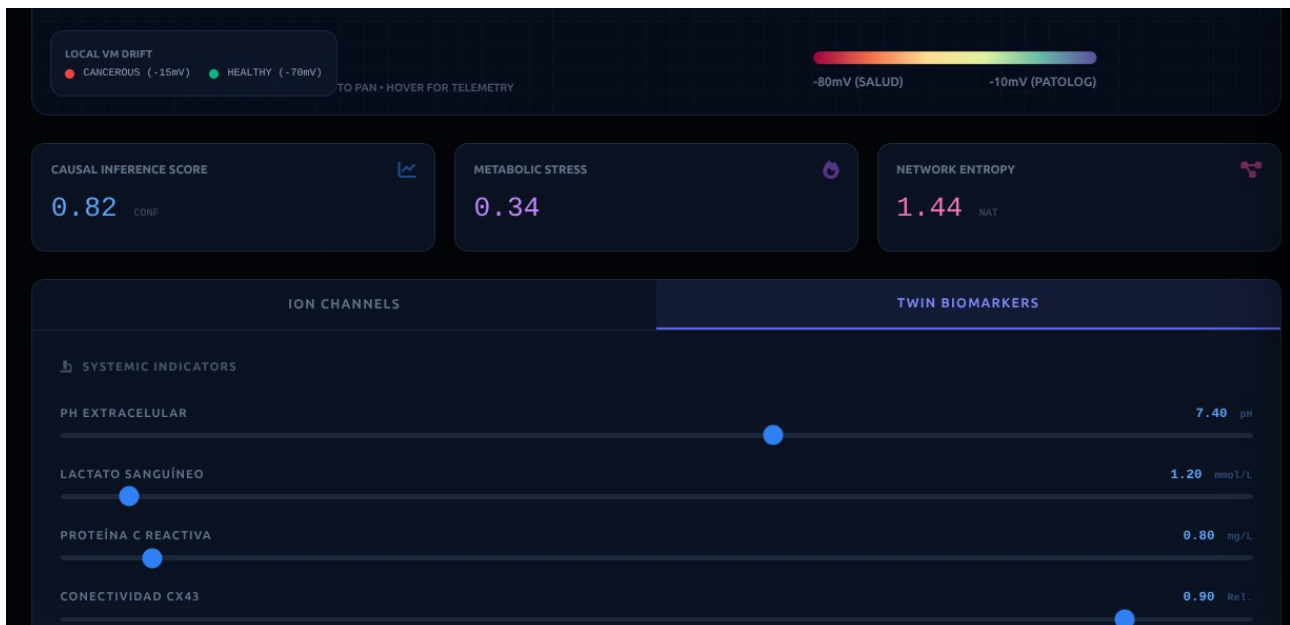 LOCAL VM DRIFT
CANCEROUS (-15mV) HEALTHY (-70mV)
TO PAN • HOVER FOR TELEMETRY
-80mV (SALUD) -10mV (PATOLOG)
CAUSAL INFERENCE SCORE
0.82 CONF
METABOLIC STRESS
0.34
NETWORK ENTROPY
1.44 NAT
ION CHANNELS
TWIN BIOMARKERS
SYSTEMIC INDICATORS
PH EXTRACELULAR 7.40 pH
LACTATO SANGUÍNEO 1.20 mmol/L
PROTEÍNA C REACTIVA 0.80 mg/L
CONECTIVIDAD CX43 0.90 Rel.